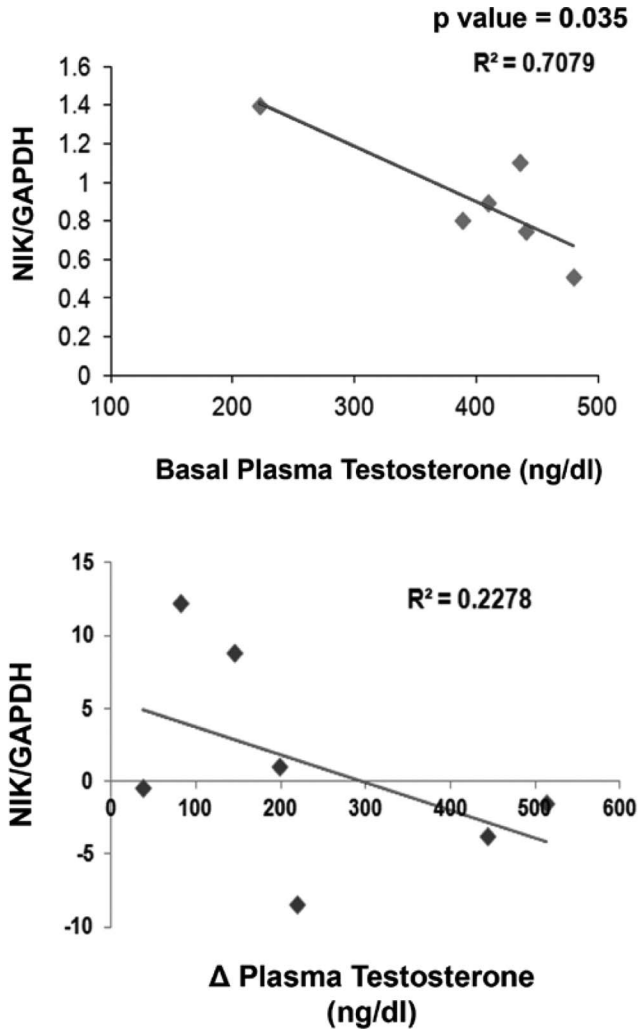 p value = 0.035
R² = 0.7079
NIK/GAPDH
1.6
1.4
1.2
1
0.8
0.6
0.4
0.2
0
100 200 300 400 500
Basal Plasma Testosterone (ng/dl)
R² = 0.2278
NIK/GAPDH
15
10
5
0
-5
-10
0 100 200 300 400 500 600
Δ Plasma Testosterone
(ng/dl)